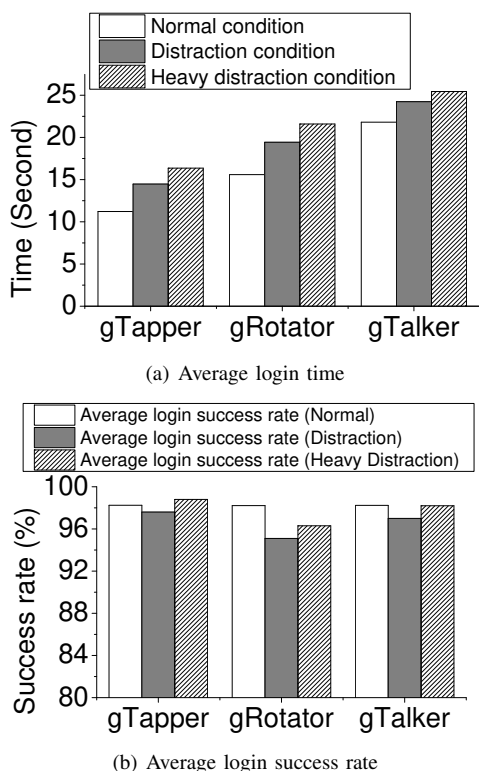 Normal condition
Distraction condition
Heavy distraction condition
Time (Second)
25
20
15
10
5
0
gTapper gRotator gTalker
(a) Average login time
Average login success rate (Normal)
Average login success rate (Distraction)
Average login success rate (Heavy Distraction)
Success rate (%)
100
96
92
88
84
80
gTapper gRotator gTalker
(b) Average login success rate